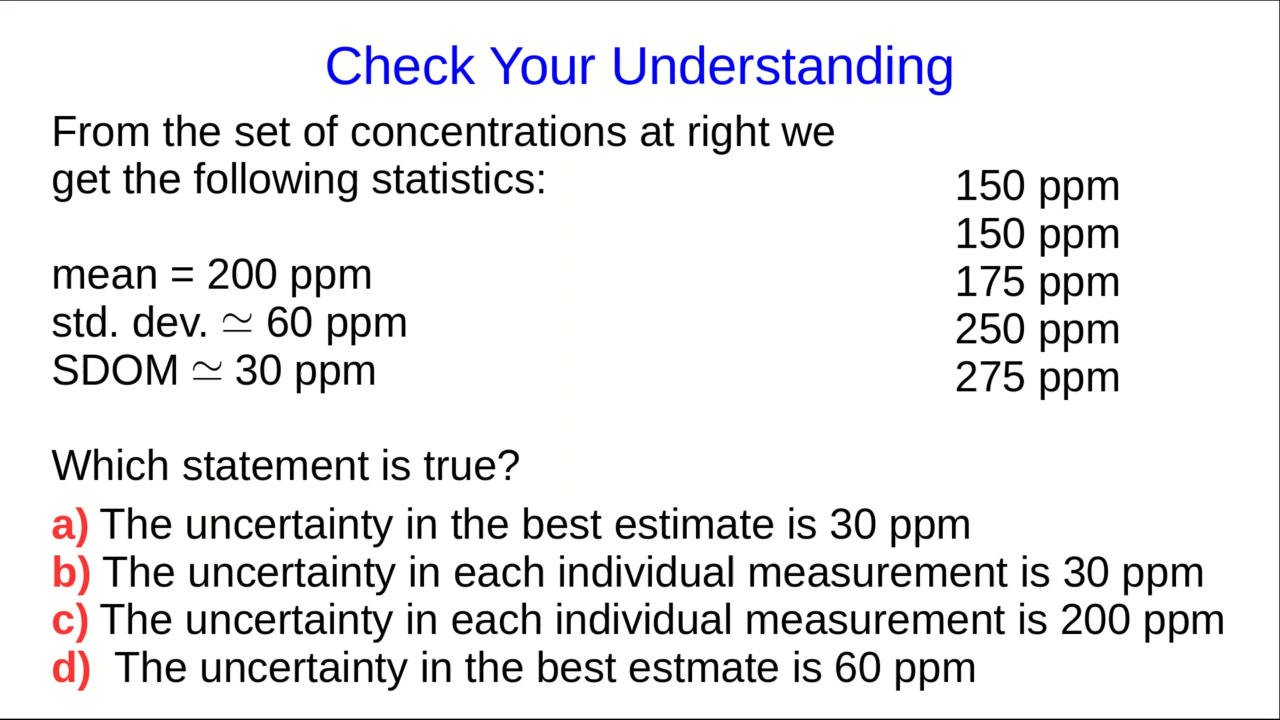 Check Your Understanding
From the set of concentrations at right we
get the following statistics:
mean = 200 ppm
std. dev. ≃ 60 ppm
SDOM ≃ 30 ppm
150 ppm
150 ppm
175 ppm
250 ppm
275 ppm
Which statement is true?
a) The uncertainty in the best estimate is 30 ppm
b) The uncertainty in each individual measurement is 30 ppm
c) The uncertainty in each individual measurement is 200 ppm
d) The uncertainty in the best estmate is 60 ppm